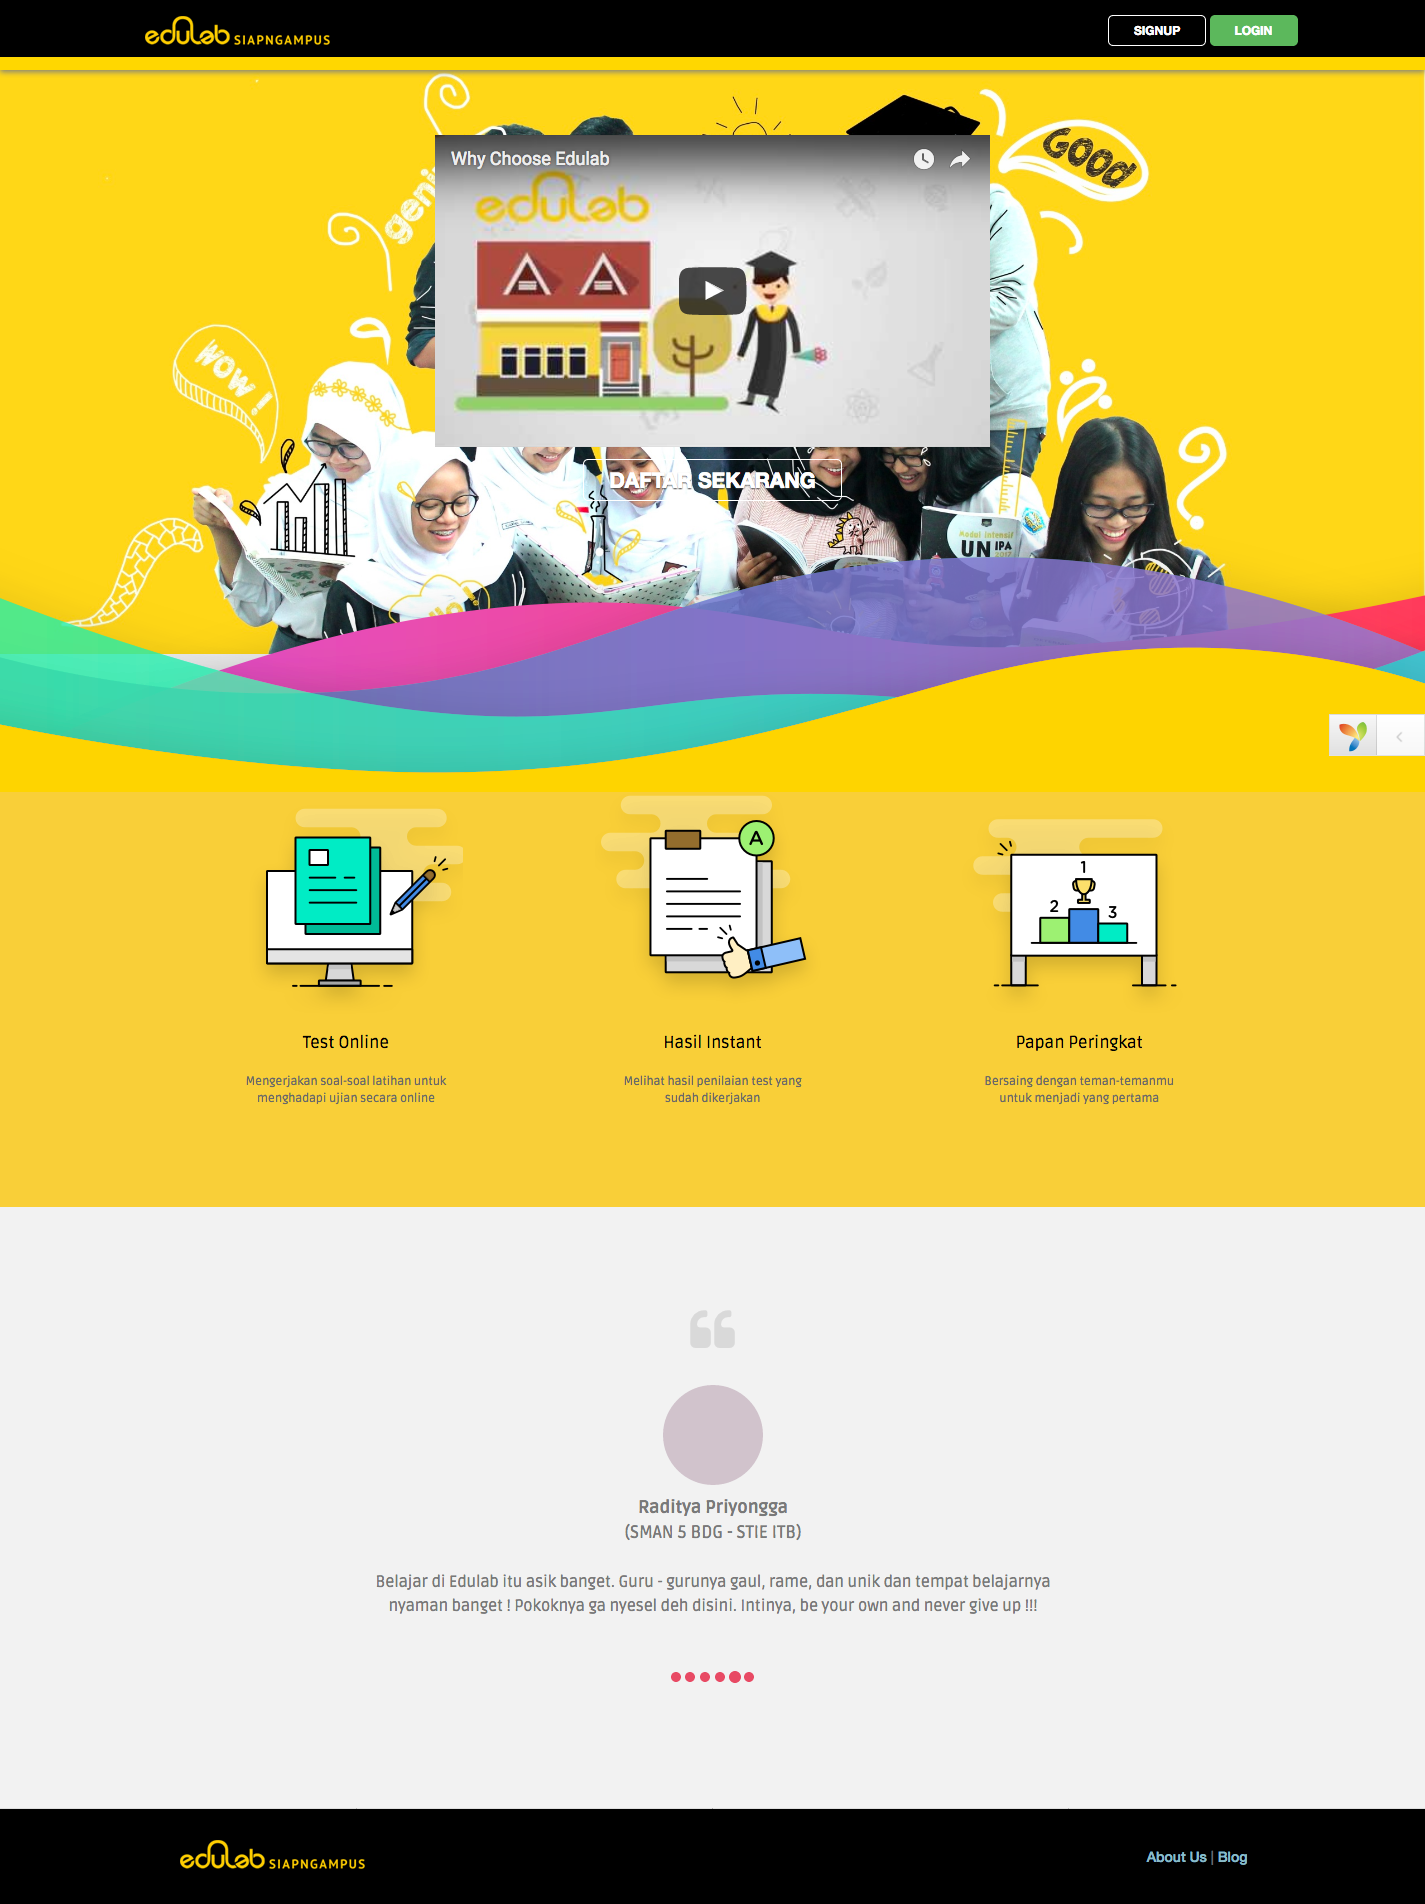 edulab SIAPNGAMPUS
SIGNUP
LOGIN
Why Choose Edulab
edulab
geni
GOOD
WOW!
DAFTAR SEKARANG
Modul Intensif
UN IPA
1
2
3
A
Test Online
Hasil Instant
Papan Peringkat
Mengerjakan soal-soal latihan untuk
menghadapi ujian secara online
Melihat hasil penilaian test yang
sudah dikerjakan
Bersaing dengan teman-temanmu
untuk menjadi yang pertama
Raditya Priyongga
(SMAN 5 BDG - STIE ITB)
Belajar di Edulab itu asik banget. Guru - gurunya gaul, rame, dan unik dan tempat belajarnya
nyaman banget ! Pokoknya ga nyesel deh disini. Intinya, be your own and never give up !!!
edulab SIAPNGAMPUS
About Us | Blog